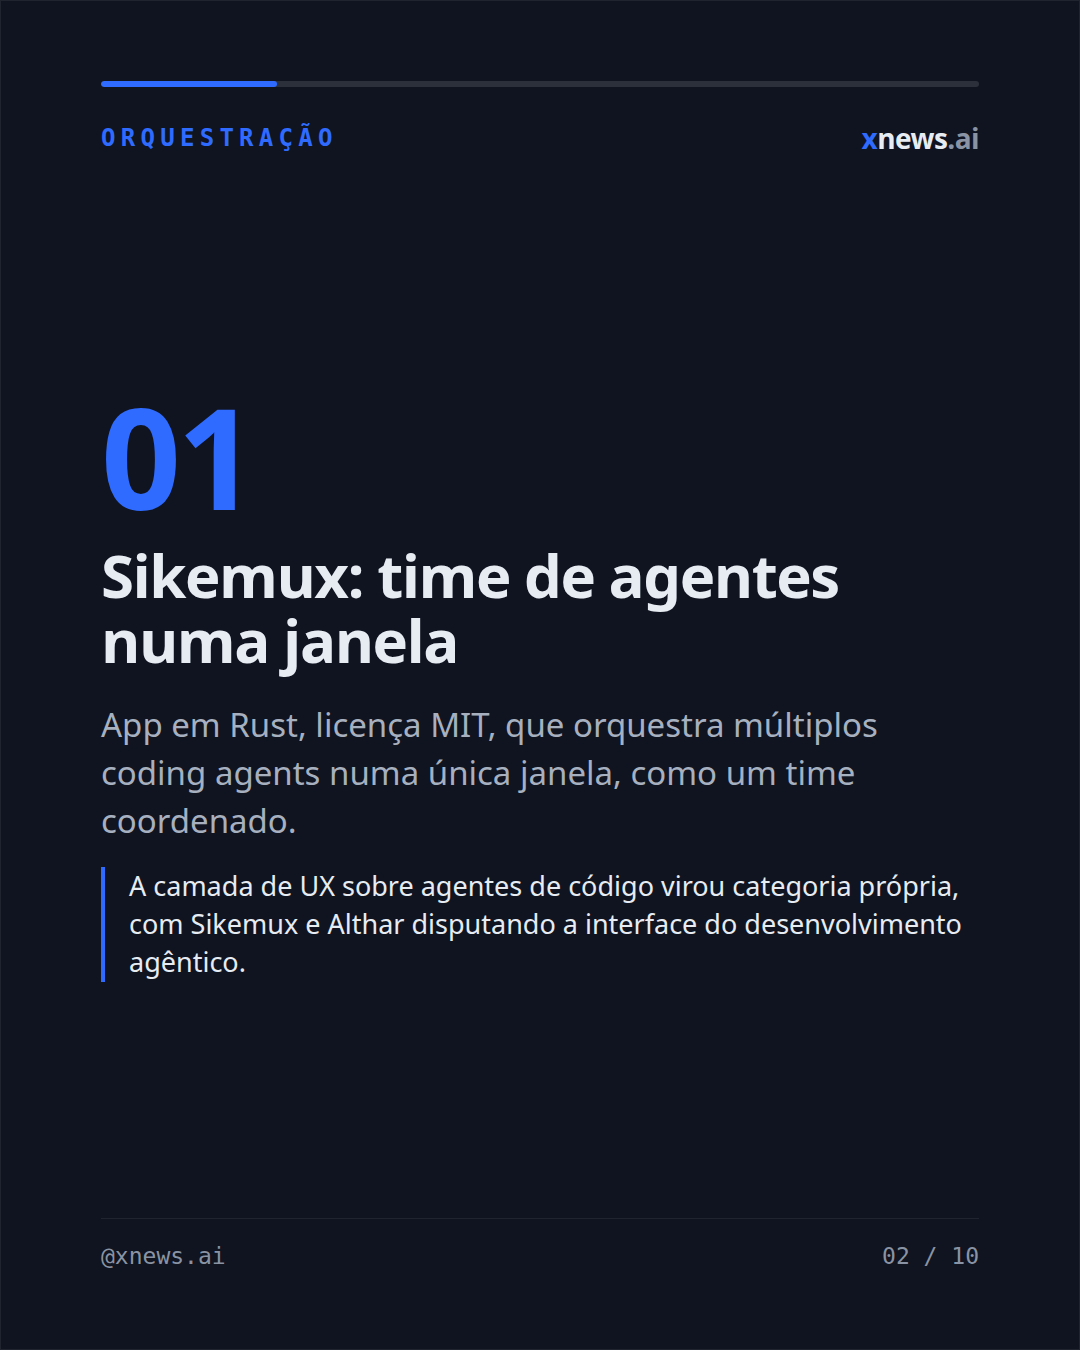 ORQUESTRAÇÃO
xnews.ai
01
Sikemux: time de agentes
numa janela
App em Rust, licença MIT, que orquestra múltiplos
coding agents numa única janela, como um time
coordenado.
A camada de UX sobre agentes de código virou categoria própria,
com Sikemux e Althar disputando a interface do desenvolvimento
agêntico.
@xnews.ai
02 / 10